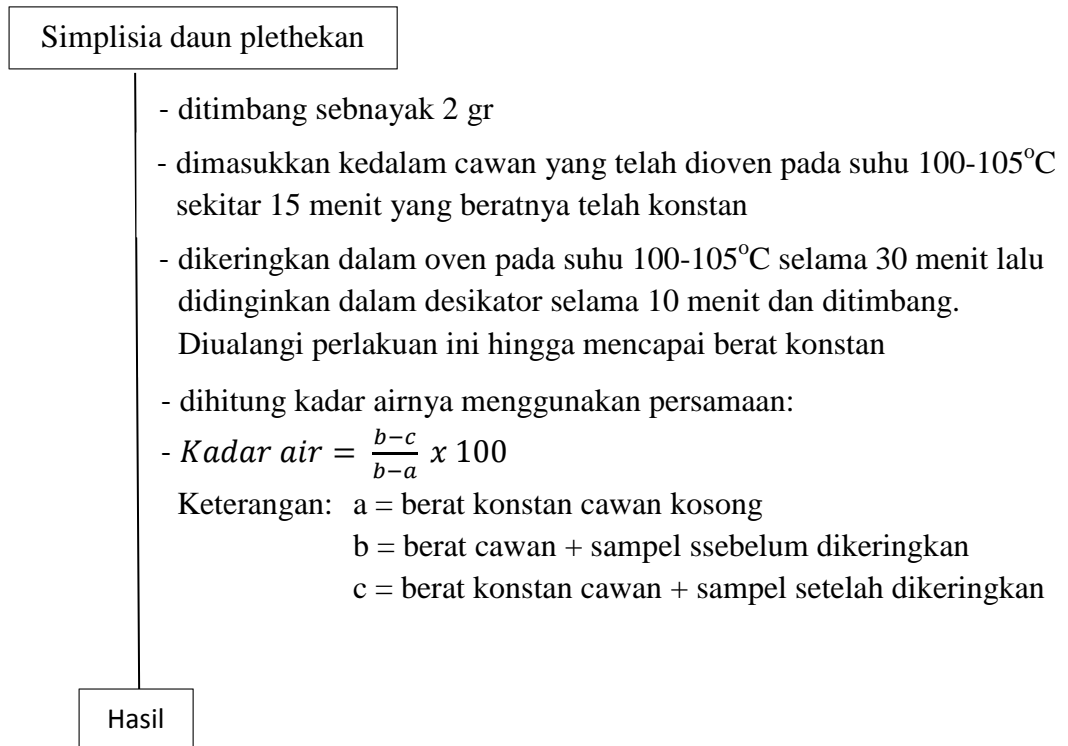 Simplisia daun plethekan
- ditimbang sebnayak 2 gr
- dimasukkan kedalam cawan yang telah dioven pada suhu 100-105°C
sekitar 15 menit yang beratnya telah konstan
- dikeringkan dalam oven pada suhu 100-105°C selama 30 menit lalu
didinginkan dalam desikator selama 10 menit dan ditimbang.
Diualangi perlakuan ini hingga mencapai berat konstan
- dihitung kadar airnya menggunakan persamaan:
- Kadar air = (b−c)/(b−a) x 100
Keterangan: a = berat konstan cawan kosong
b = berat cawan + sampel ssebelum dikeringkan
c = berat konstan cawan + sampel setelah dikeringkan
Hasil